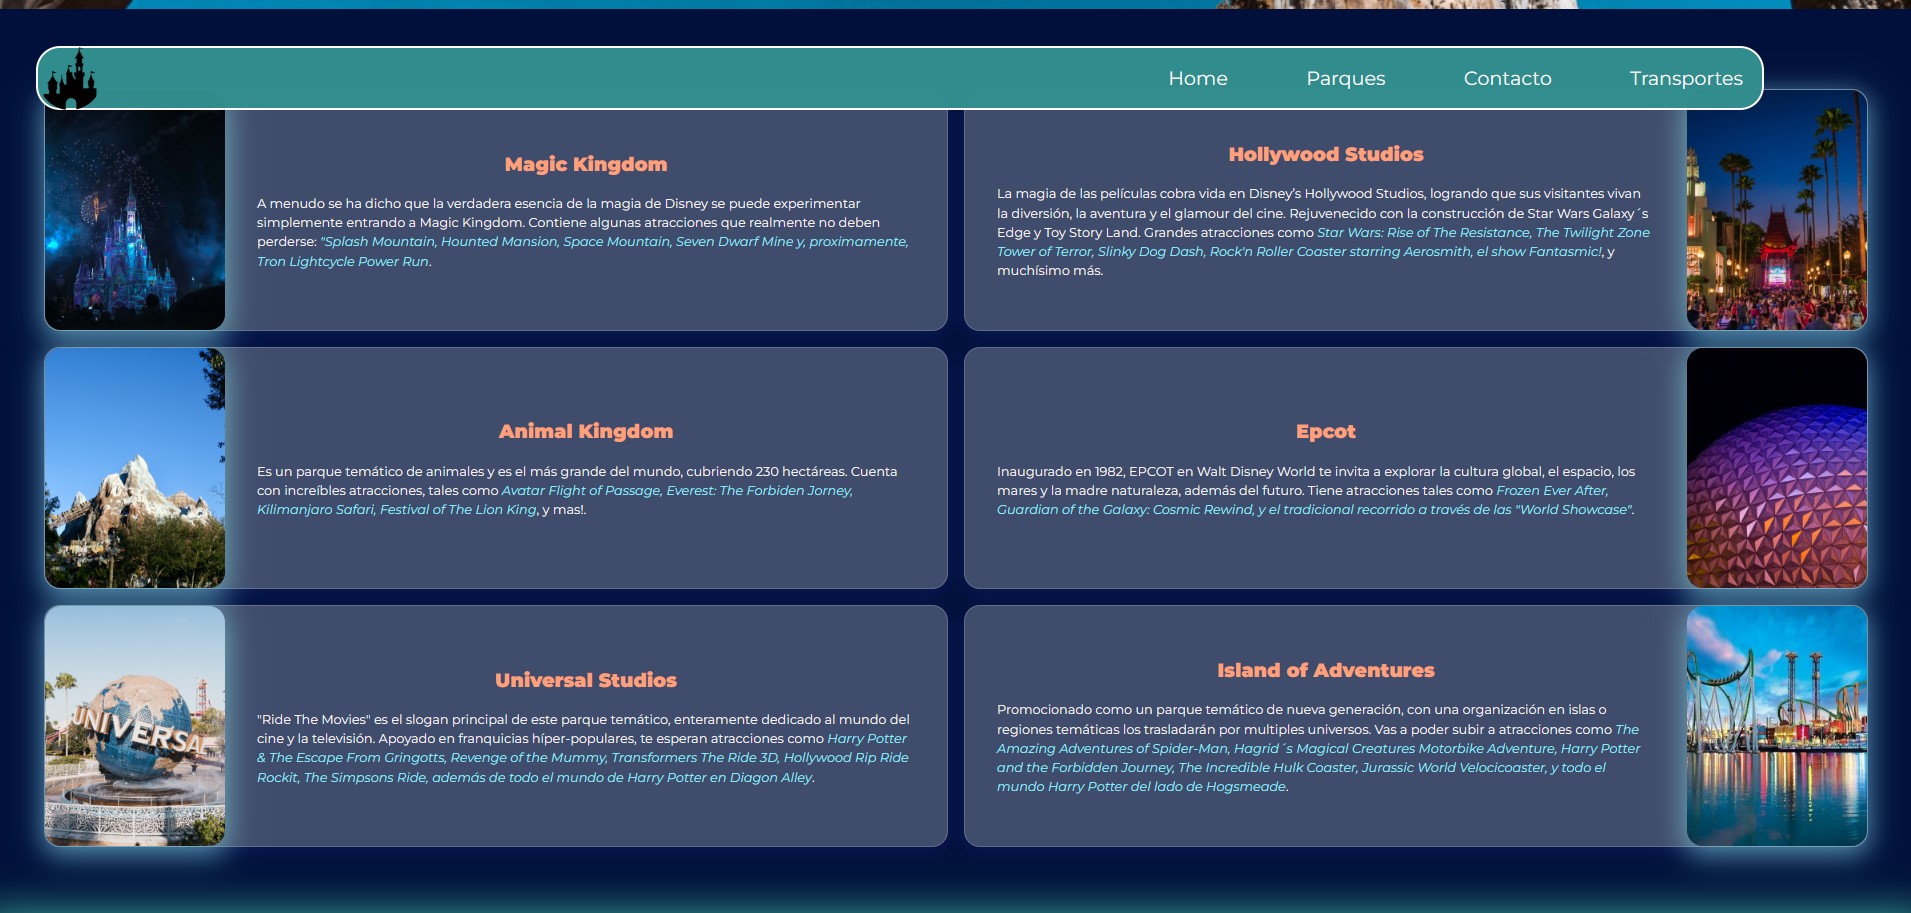 Home Parques Contacto Transportes
Magic Kingdom
A menudo se ha dicho que la verdadera esencia de la magia de Disney se puede experimentar
simplemente entrando a Magic Kingdom. Contiene algunas atracciones que realmente no deben
perderse: "Splash Mountain, Hounted Mansion, Space Mountain, Seven Dwarf Mine y, proximamente,
Tron Lightcycle Power Run.
Hollywood Studios
La magia de las películas cobra vida en Disney’s Hollywood Studios, logrando que sus visitantes vivan
la diversión, la aventura y el glamour del cine. Rejuvenecido con la construcción de Star Wars Galaxy´s
Edge y Toy Story Land. Grandes atracciones como Star Wars: Rise of The Resistance, The Twilight Zone
Tower of Terror, Slinky Dog Dash, Rock'n Roller Coaster starring Aerosmith, el show Fantasmic!, y
muchísimo más.
Animal Kingdom
Es un parque temático de animales y es el más grande del mundo, cubriendo 230 hectáreas. Cuenta
con increíbles atracciones, tales como Avatar Flight of Passage, Everest: The Forbiden Jorney,
Kilimanjaro Safari, Festival of The Lion King, y mas!.
Epcot
Inaugurado en 1982, EPCOT en Walt Disney World te invita a explorar la cultura global, el espacio, los
mares y la madre naturaleza, además del futuro. Tiene atracciones tales como Frozen Ever After,
Guardian of the Galaxy: Cosmic Rewind, y el tradicional recorrido a través de las "World Showcase".
UNIVERSA
Universal Studios
"Ride The Movies" es el slogan principal de este parque temático, enteramente dedicado al mundo del
cine y la televisión. Apoyado en franquicias híper-populares, te esperan atracciones como Harry Potter
& The Escape From Gringotts, Revenge of the Mummy, Transformers The Ride 3D, Hollywood Rip Ride
Rockit, The Simpsons Ride, además de todo el mundo de Harry Potter en Diagon Alley.
Island of Adventures
Promocionado como un parque temático de nueva generación, con una organización en islas o
regiones temáticas los trasladarán por multiples universos. Vas a poder subir a atracciones como The
Amazing Adventures of Spider-Man, Hagrid´s Magical Creatures Motorbike Adventure, Harry Potter
and the Forbidden Journey, The Incredible Hulk Coaster, Jurassic World Velocicoaster, y todo el
mundo Harry Potter del lado de Hogsmeade.